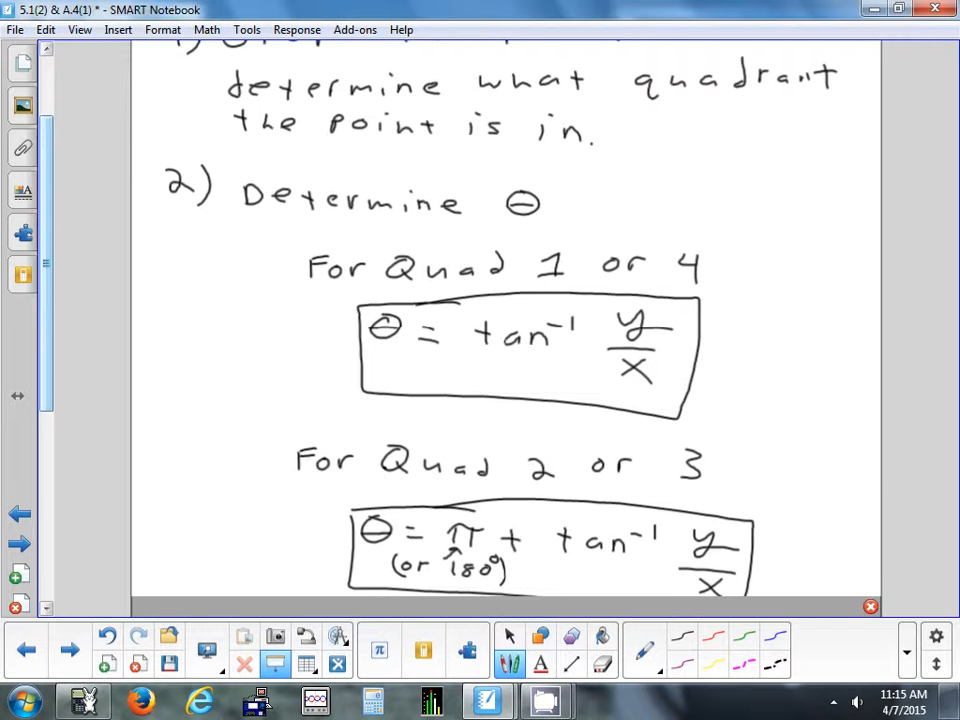 5.1(2) & A.4(1) * - SMART Notebook
File Edit View Insert Format Math Tools Response Add-ons Help
determine what quadrant
the point is in.
2) Determine θ
For Quad 1 or 4
θ = tan⁻¹ y/x
For Quad 2 or 3
θ = π + tan⁻¹ y/x
(or 180°)
11:15 AM
4/7/2015